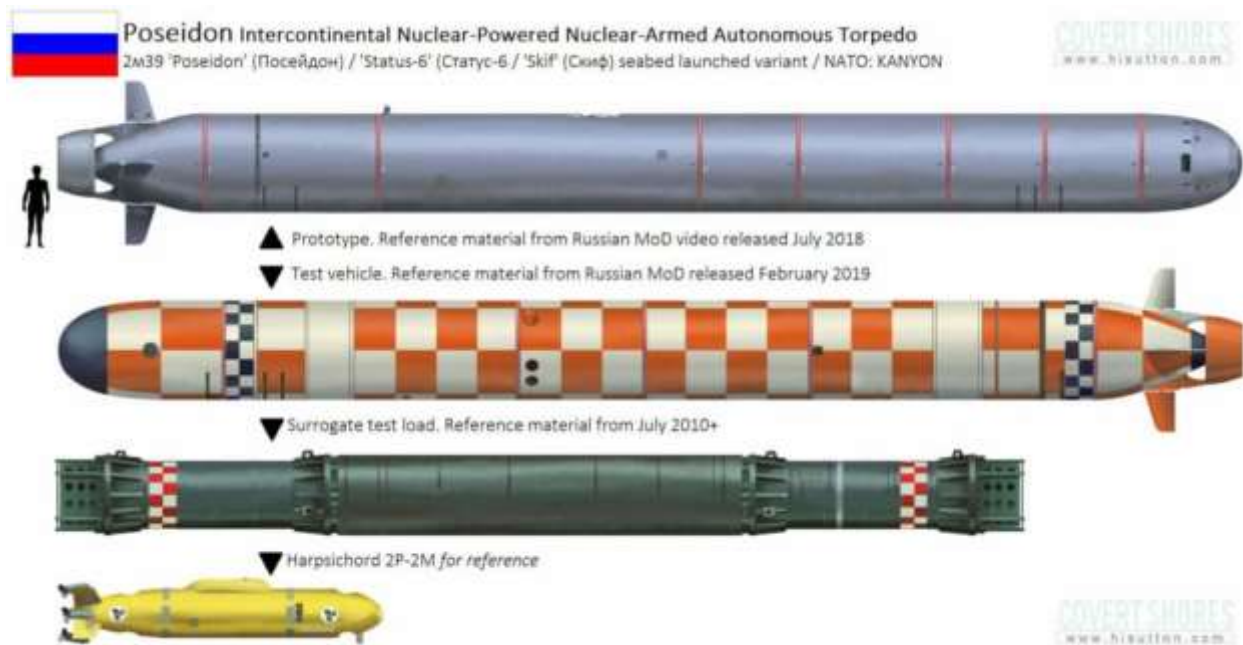 Poseidon Intercontinental Nuclear-Powered Nuclear-Armed Autonomous Torpedo
2м39 'Poseidon' (Посейдон) / 'Status-6' (Статус-6 / 'Skif' (Скиф) seabed launched variant / NATO: KANYON
COVERT SHORES
www.hisutton.com
Prototype. Reference material from Russian MoD video released July 2018
Test vehicle. Reference material from Russian MoD released February 2019
Surrogate test load. Reference material from July 2010+
Harpsichord 2P-2M for reference
COVERT SHORES
www.hisutton.com